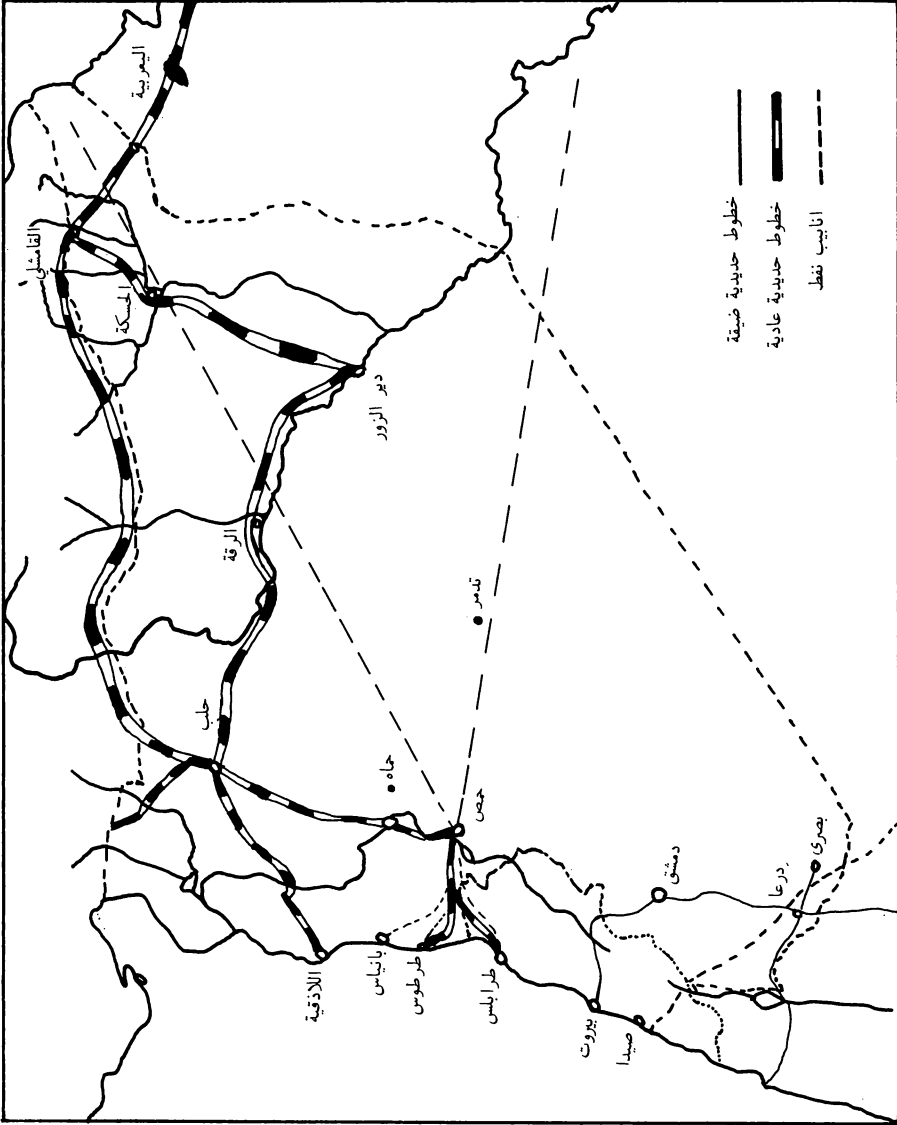 اليعربية
القامشلي
الحسكة
دير الزور
الرقة
حلب
تدمر
حماه
حمص
اللاذقية
بانياس
طرطوس
طرابلس
بيروت
صيدا
دمشق
درعا
بصرى
خطوط حديدية ضيقة
خطوط حديدية عادية
انابيب نفط